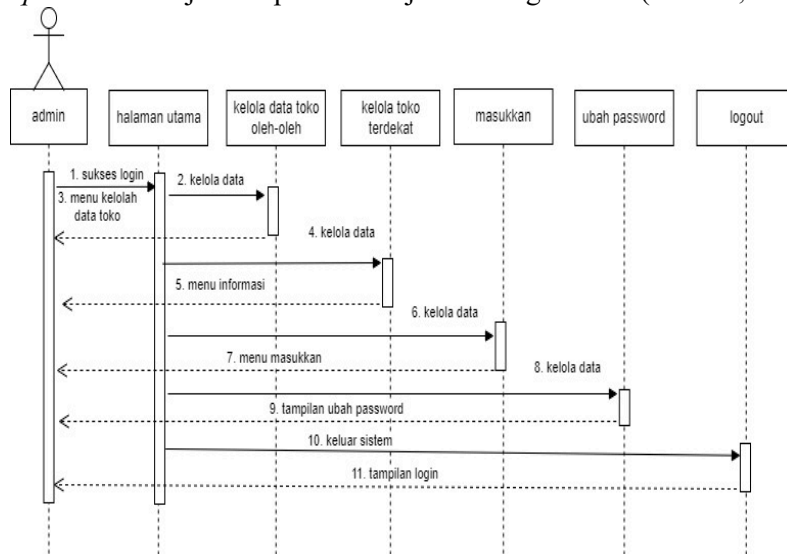 admin
halaman utama
kelola data toko
oleh-oleh
kelola toko
terdekat
masukkan
ubah password
logout
1. sukses login
2. kelola data
3. menu kelolah
data toko
4. kelola data
5. menu informasi
6. kelola data
7. menu masukkan
8. kelola data
9. tampilan ubah password
10. keluar sistem
11. tampilan login